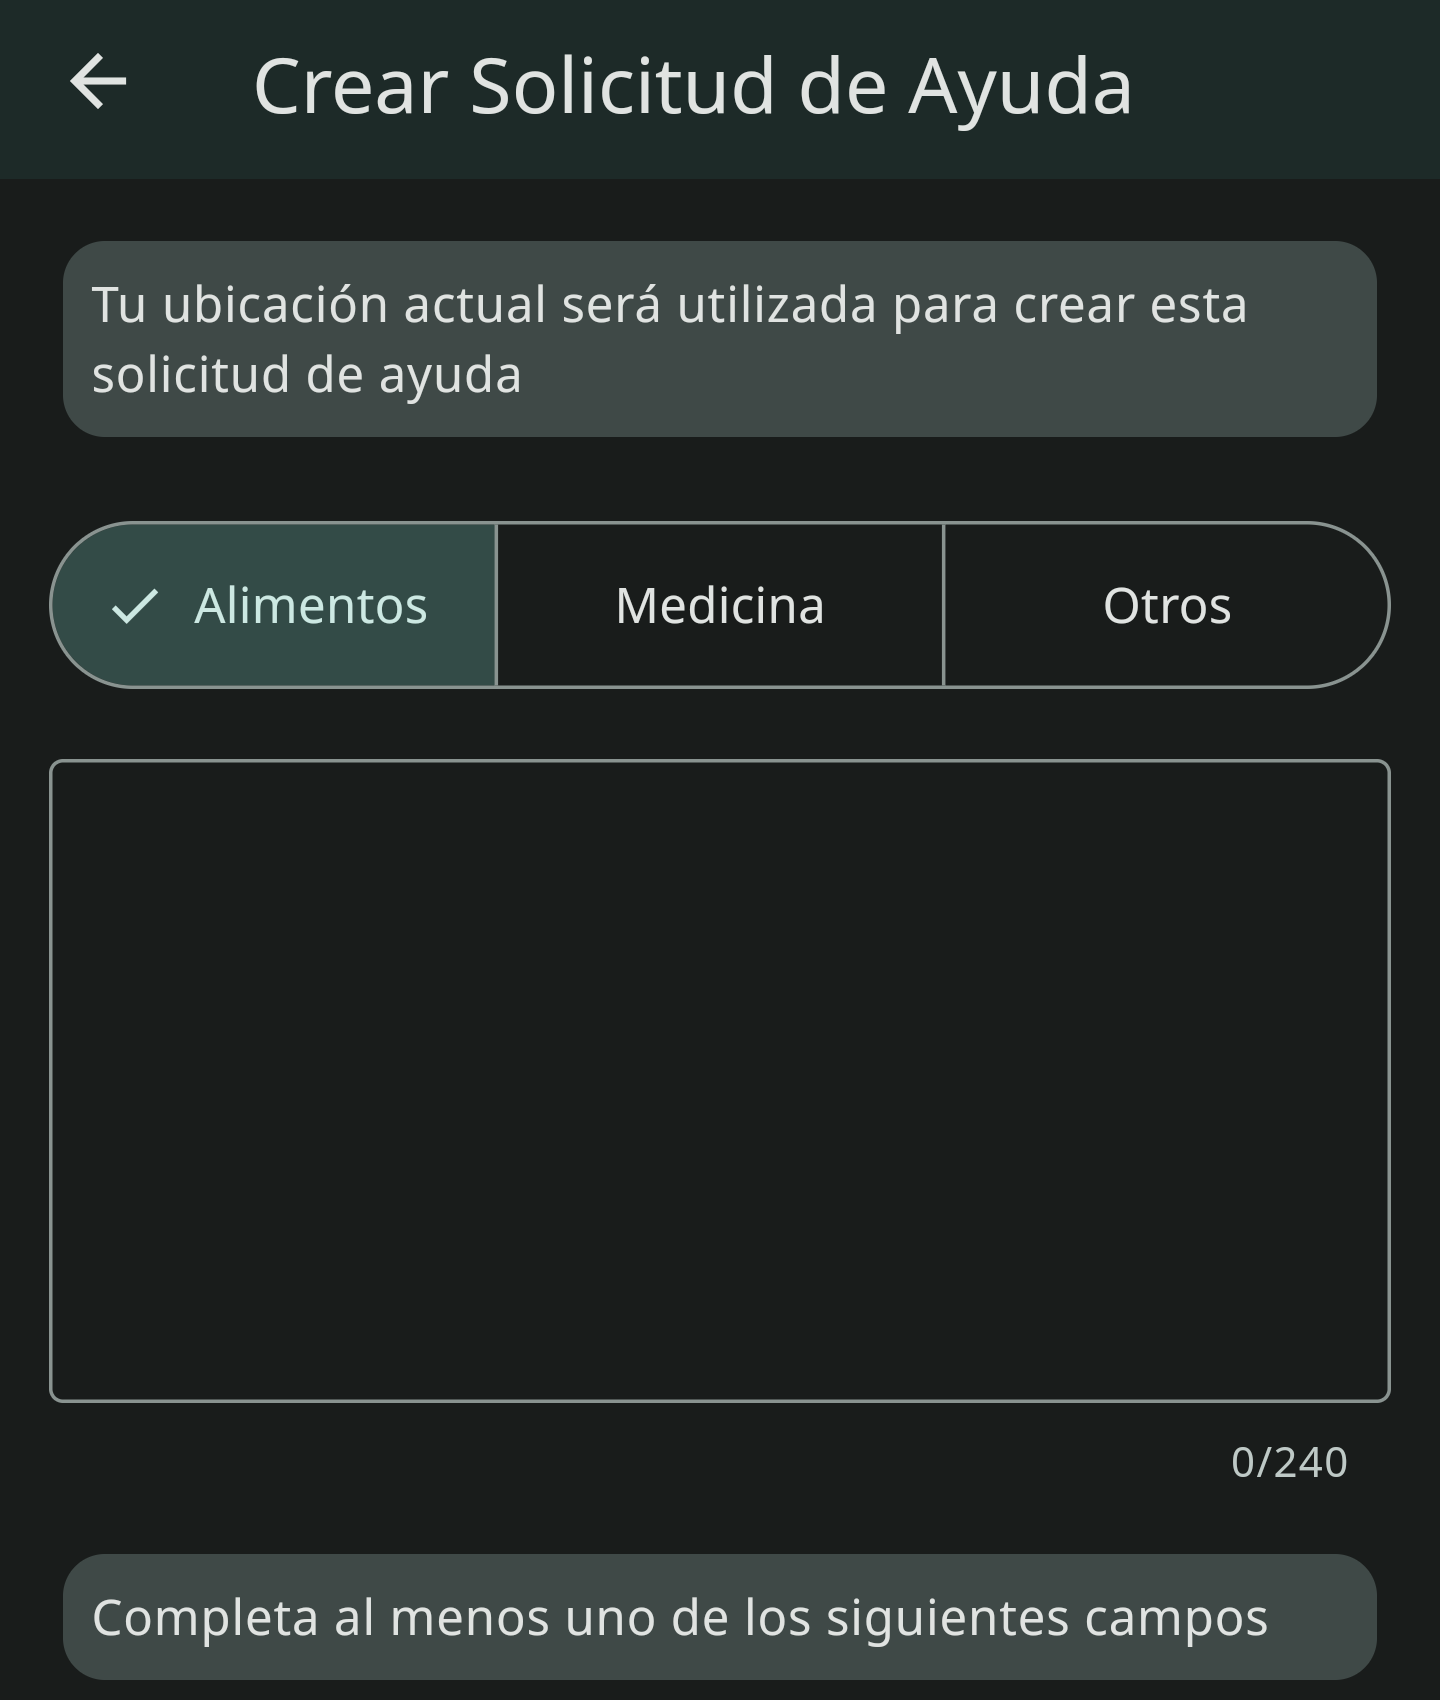 Crear Solicitud de Ayuda
Tu ubicación actual será utilizada para crear esta
solicitud de ayuda
Alimentos
Medicina
Otros
0/240
Completa al menos uno de los siguientes campos